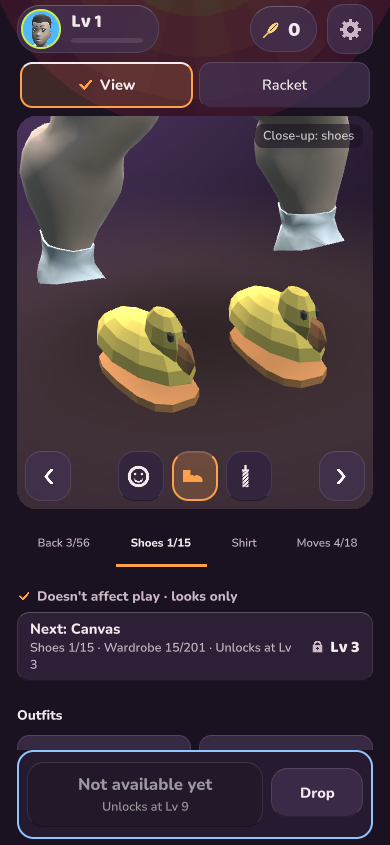 Lv 1
0
View
Racket
Close-up: shoes
Back 3/56
Shoes 1/15
Shirt
Moves 4/18
Doesn't affect play · looks only
Next: Canvas
Shoes 1/15 · Wardrobe 15/201 · Unlocks at Lv
3
Lv 3
Outfits
Not available yet
Unlocks at Lv 9
Drop